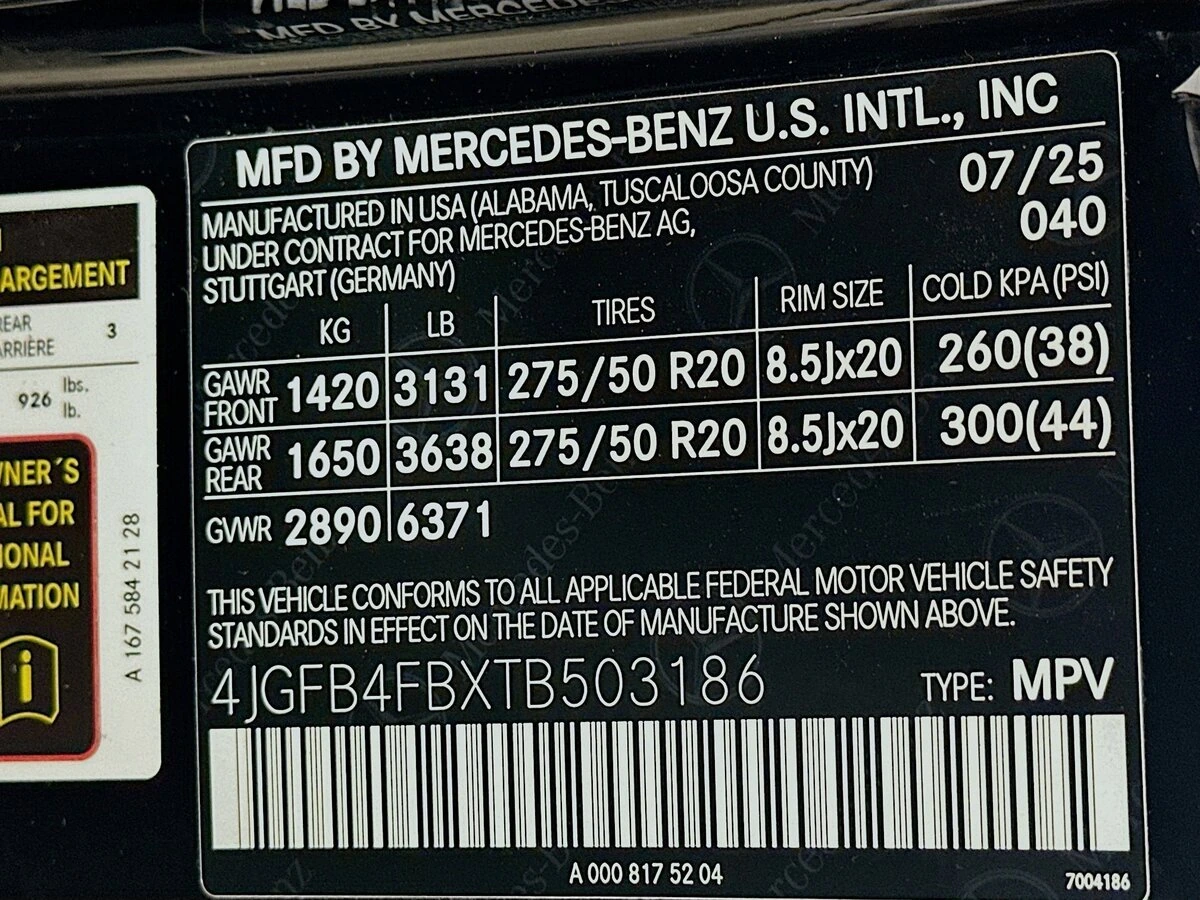 MFD BY MERCEDES
MFD BY MERCEDES-BENZ U.S. INTL., INC
MANUFACTURED IN USA (ALABAMA, TUSCALOOSA COUNTY) 07/25
UNDER CONTRACT FOR MERCEDES-BENZ AG, 040
STUTTGART (GERMANY)
KG LB TIRES RIM SIZE COLD KPA (PSI)
GAWR FRONT 1420 3131 275/50 R20 8.5Jx20 260(38)
GAWR REAR 1650 3638 275/50 R20 8.5Jx20 300(44)
GVWR 2890 6371
THIS VEHICLE CONFORMS TO ALL APPLICABLE FEDERAL MOTOR VEHICLE SAFETY
STANDARDS IN EFFECT ON THE DATE OF MANUFACTURE SHOWN ABOVE.
4JGFB4FBXTB503186 TYPE: MPV
A 000 817 52 04
7004186
ARGEMENT
REAR 3
ARRIÈRE
926 lbs.
lb.
WNER´S
AL FOR
IONAL
MATION
i
A 167 584 21 28